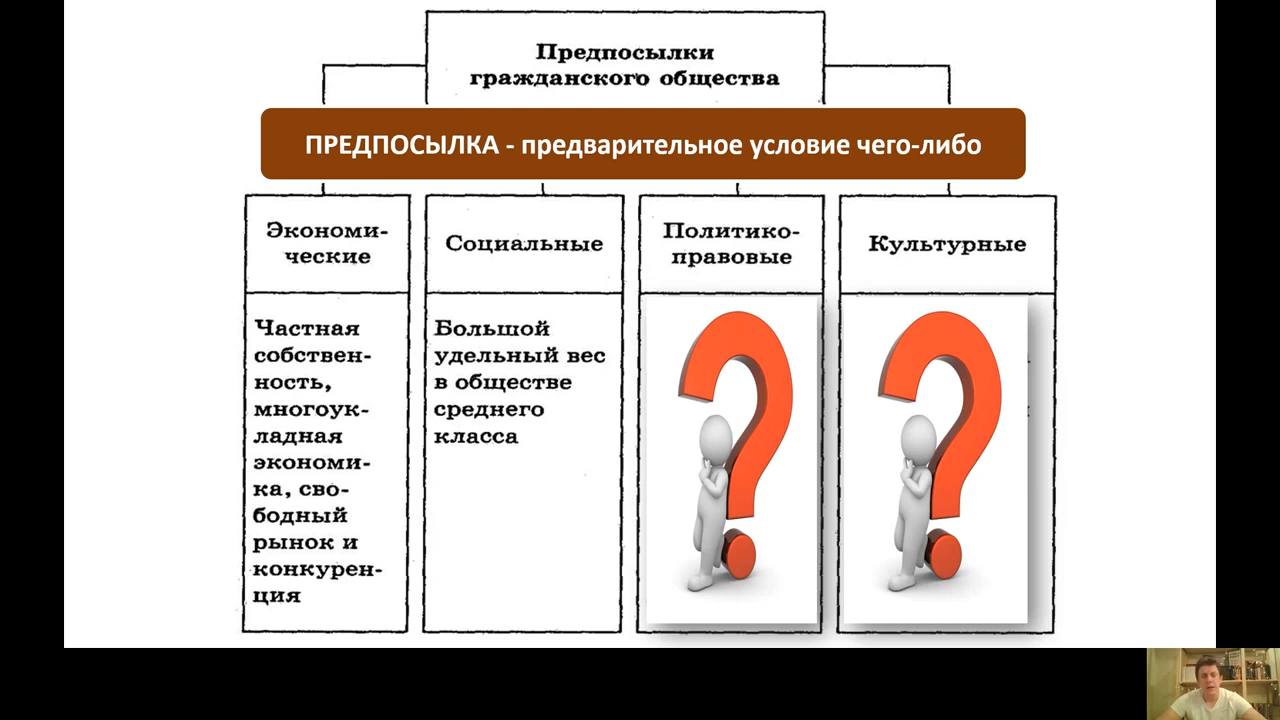 Предпосылки
гражданского общества
ПРЕДПОСЫЛКА - предварительное условие чего-либо
Экономи-
ческие
Частная
собствен-
ность,
многоук-
ладная
экономи-
ка, сво-
бодный
рынок и
конкурен-
ция
Социальные
Большой
удельный вес
в обществе
среднего
класса
Политико-
правовые
Культурные